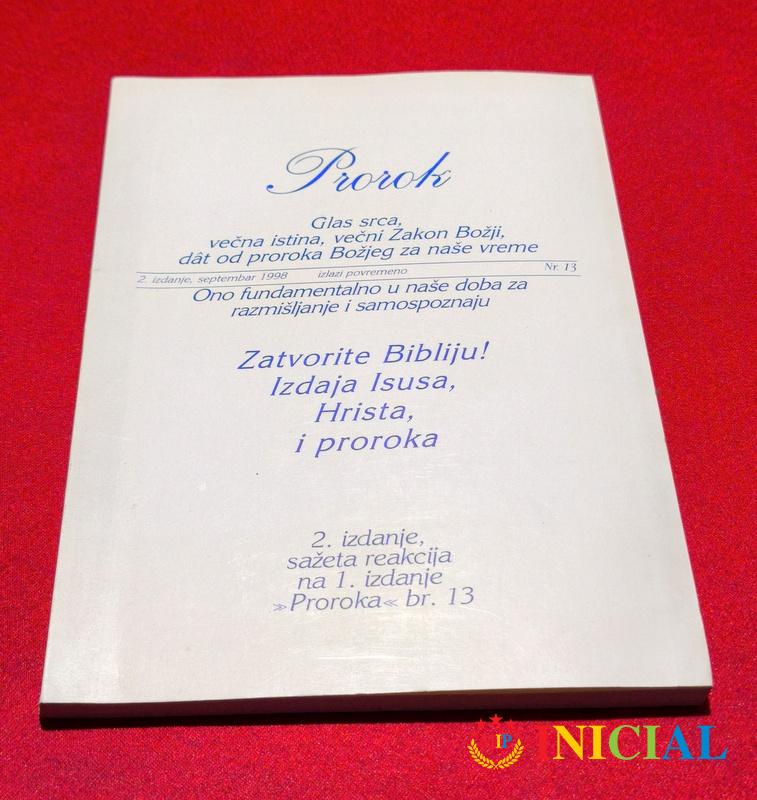 Prorok
Glas srca,
večna istina, večni Zakon Božji,
dât od proroka Božjeg za naše vreme
2. izdanje, septembar 1998 izlazi povremeno Nr. 13
Ono fundamentalno u naše doba za
razmišljanje i samospoznaju
Zatvorite Bibliju!
Izdaja Isusa,
Hrista,
i proroka
2. izdanje,
sažeta reakcija
na 1. izdanje
»Proroka« br. 13
IP INICIAL